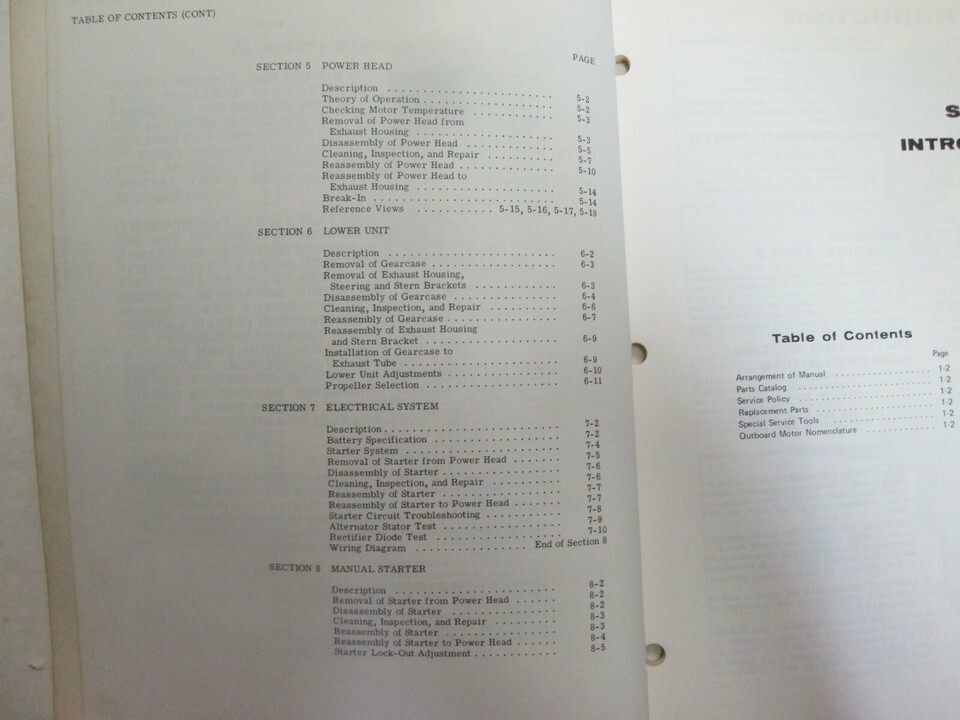 TABLE OF CONTENTS (CONT)
PAGE
SECTION 5 POWER HEAD
Description . . . . . . . . . . . . . . . . . . . . . . . . 5-2
Theory of Operation . . . . . . . . . . . . . . . . . . . 5-2
Checking Motor Temperature . . . . . . . . . . . 5-3
Removal of Power Head from
Exhaust Housing . . . . . . . . . . . . . . . . . . . . 5-3
Disassembly of Power Head . . . . . . . . . . . . 5-5
Cleaning, Inspection, and Repair . . . . . . . . . . 5-7
Reassembly of Power Head . . . . . . . . . . . . . . 5-10
Reassembly of Power Head to
Exhaust Housing . . . . . . . . . . . . . . . . . . . . 5-14
Break-In . . . . . . . . . . . . . . . . . . . . . . . . . . 5-14
Reference Views . . . . . . . . . . . 5-15, 5-16, 5-17, 5-18
SECTION 6 LOWER UNIT
Description . . . . . . . . . . . . . . . . . . . . . . . . 6-2
Removal of Gearcase . . . . . . . . . . . . . . . . . . 6-3
Removal of Exhaust Housing,
Steering and Stern Brackets . . . . . . . . . . . . 6-3
Disassembly of Gearcase . . . . . . . . . . . . . . . 6-4
Cleaning, Inspection, and Repair . . . . . . . . . . 6-6
Reassembly of Gearcase . . . . . . . . . . . . . . . . 6-7
Reassembly of Exhaust Housing
and Stern Bracket . . . . . . . . . . . . . . . . . . . 6-9
Installation of Gearcase to
Exhaust Tube . . . . . . . . . . . . . . . . . . . . . . 6-9
Lower Unit Adjustments . . . . . . . . . . . . . . . . 6-10
Propeller Selection . . . . . . . . . . . . . . . . . . . 6-11
SECTION 7 ELECTRICAL SYSTEM
Description . . . . . . . . . . . . . . . . . . . . . . . . . 7-2
Battery Specification . . . . . . . . . . . . . . . . . . 7-2
Starter System . . . . . . . . . . . . . . . . . . . . . . 7-4
Removal of Starter from Power Head . . . . . . . 7-5
Disassembly of Starter . . . . . . . . . . . . . . . . . 7-6
Cleaning, Inspection, and Repair . . . . . . . . . . 7-6
Reassembly of Starter . . . . . . . . . . . . . . . . . 7-7
Reassembly of Starter to Power Head . . . . . . . 7-7
Starter Circuit Troubleshooting . . . . . . . . . . . 7-8
Alternator Stator Test . . . . . . . . . . . . . . . . . 7-9
Rectifier Diode Test . . . . . . . . . . . . . . . . . . 7-10
Wiring Diagram . . . . . . . . . . . . . . . . End of Section 8
SECTION 8 MANUAL STARTER
Description . . . . . . . . . . . . . . . . . . . . . . . 8-2
Removal of Starter from Power Head . . . . . . 8-2
Disassembly of Starter . . . . . . . . . . . . . . . 8-2
Cleaning, Inspection, and Repair . . . . . . . . . 8-3
Reassembly of Starter . . . . . . . . . . . . . . . . 8-3
Reassembly of Starter to Power Head . . . . . . 8-4
Starter Lock-Out Adjustment . . . . . . . . . . . . 8-5
S
INTRO
Table of Contents
Page
Arrangement of Manual . . . . . . . . . . . . . . . . 1-2
Parts Catalog . . . . . . . . . . . . . . . . . . . . . . 1-2
Service Policy . . . . . . . . . . . . . . . . . . . . . . 1-2
Replacement Parts . . . . . . . . . . . . . . . . . . . 1-2
Special Service Tools . . . . . . . . . . . . . . . . . 1-2
Outboard Motor Nomenclature . . . . . . . . . . . . 1-2